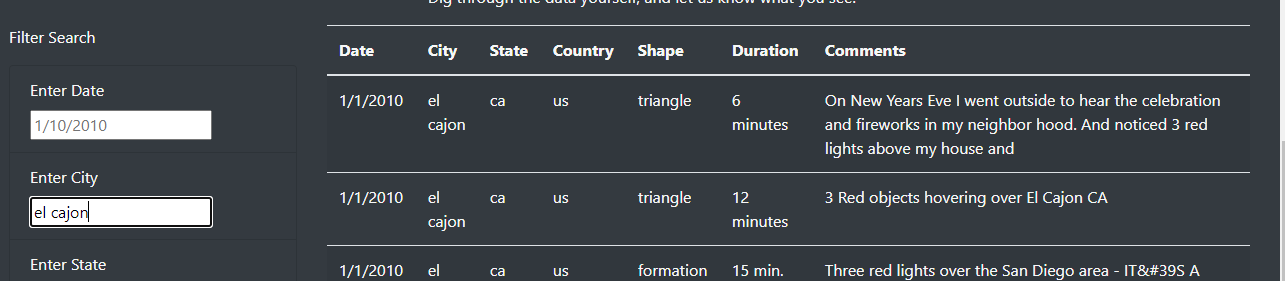 Dig through the data yourself, and let us know what you see.
Filter Search
Enter Date
1/10/2010
Enter City
el cajon
Enter State
Date City State Country Shape Duration Comments
1/1/2010 el ca us triangle 6 On New Years Eve I went outside to hear the celebration
cajon minutes and fireworks in my neighbor hood. And noticed 3 red
lights above my house and
1/1/2010 el ca us triangle 12 3 Red objects hovering over El Cajon CA
cajon minutes
1/1/2010 el ca us formation 15 min. Three red lights over the San Diego area - IT&#39S A